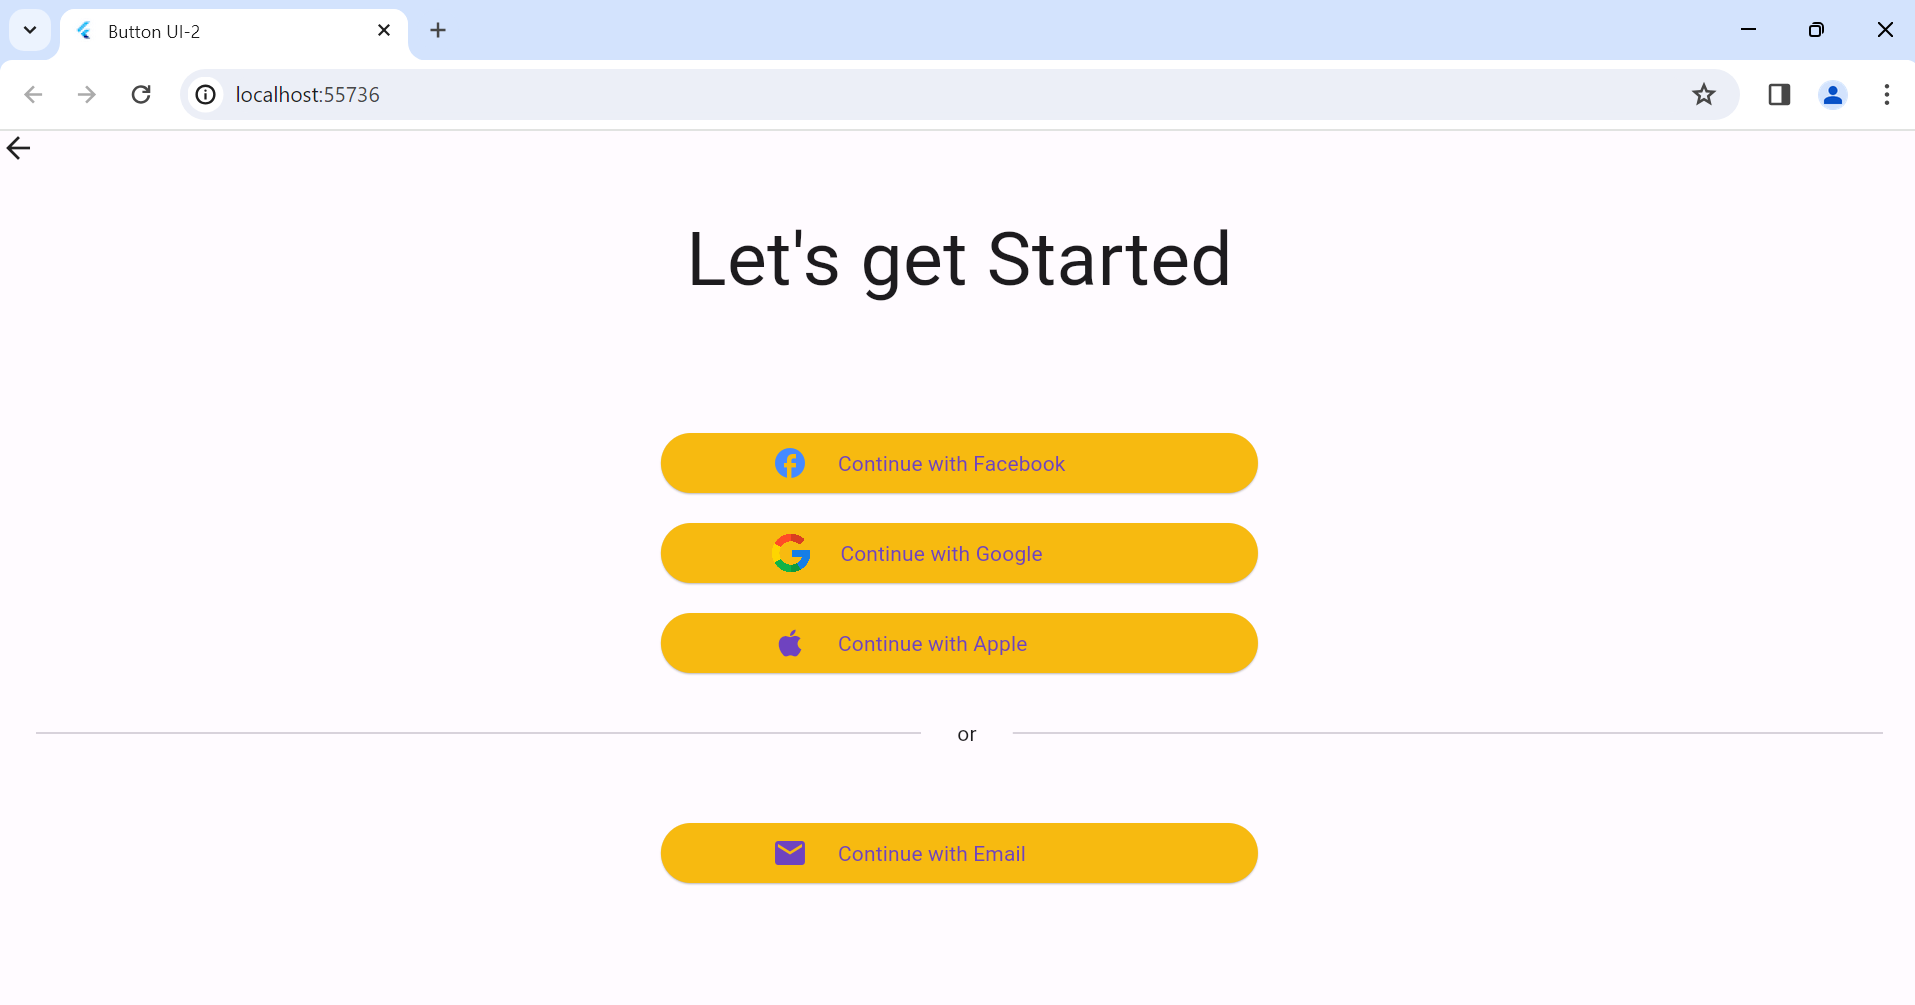 Button UI-2
localhost:55736
Let's get Started
Continue with Facebook
Continue with Google
Continue with Apple
or
Continue with Email